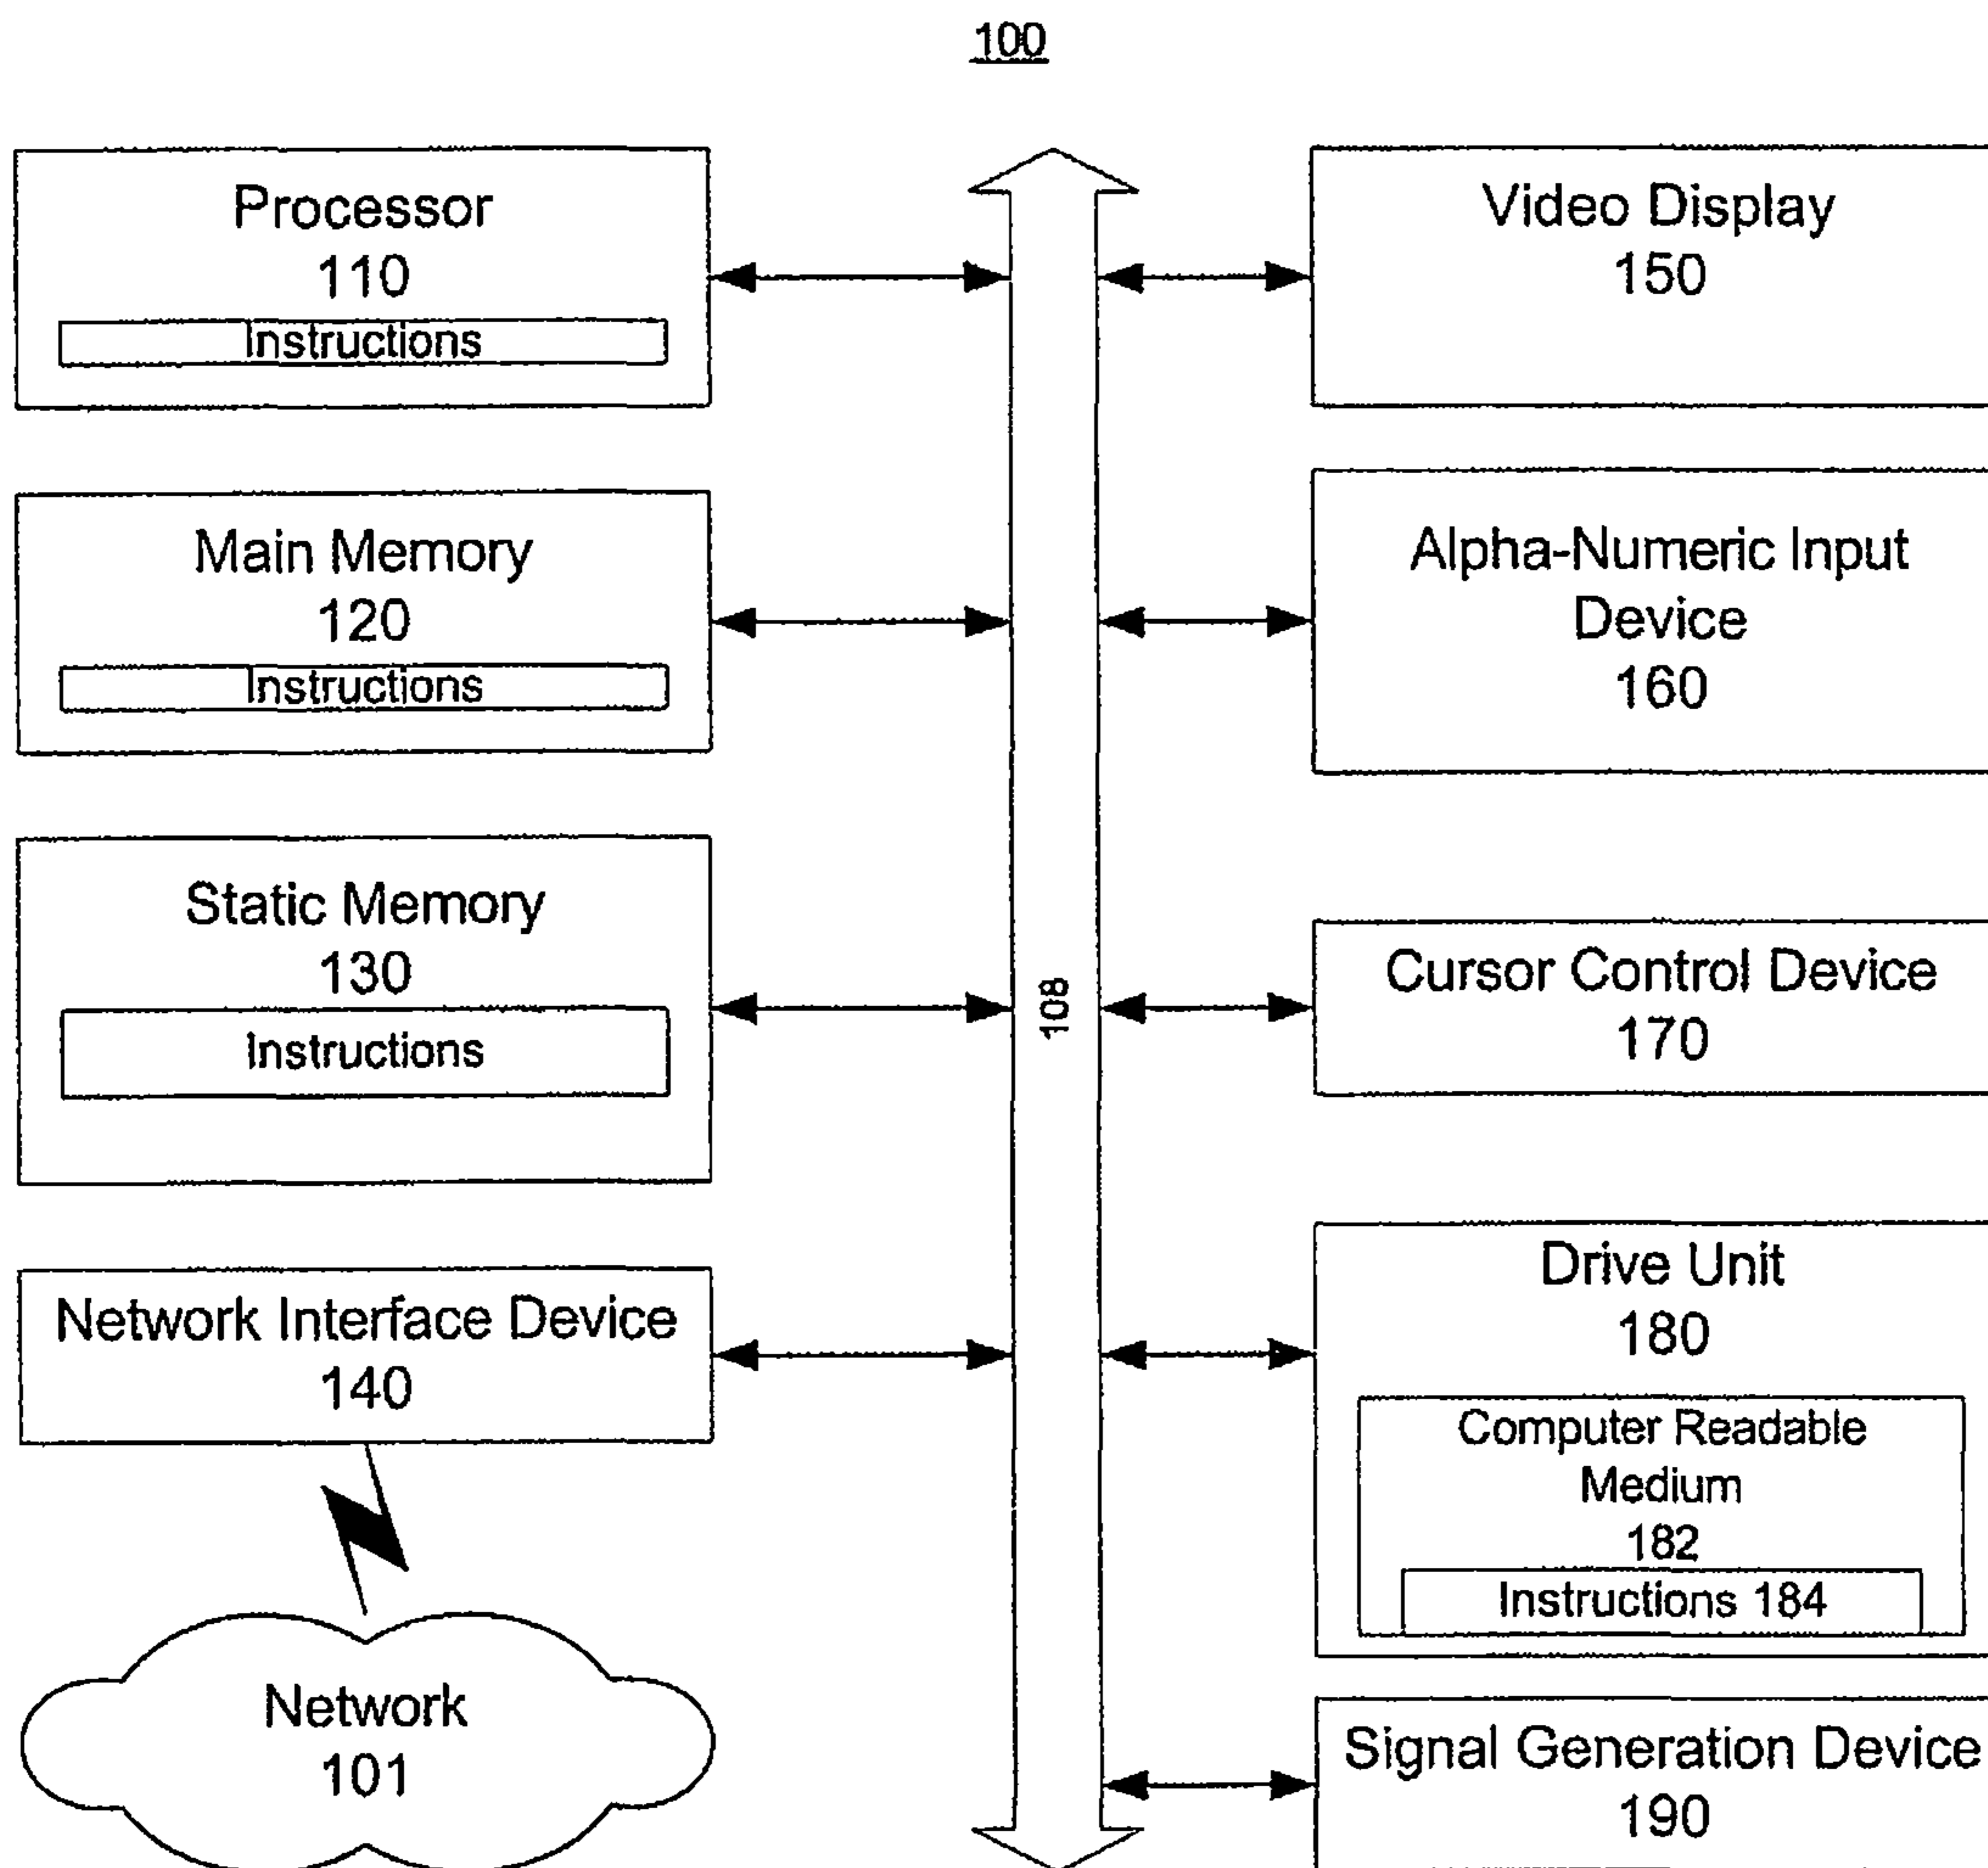 100
Processor
110
Instructions
Main Memory
120
Instructions
Static Memory
130
Instructions
Network Interface Device
140
Network
101
108
Video Display
150
Alpha-Numeric Input
Device
160
Cursor Control Device
170
Drive Unit
180
Computer Readable
Medium
182
Instructions 184
Signal Generation Device
190